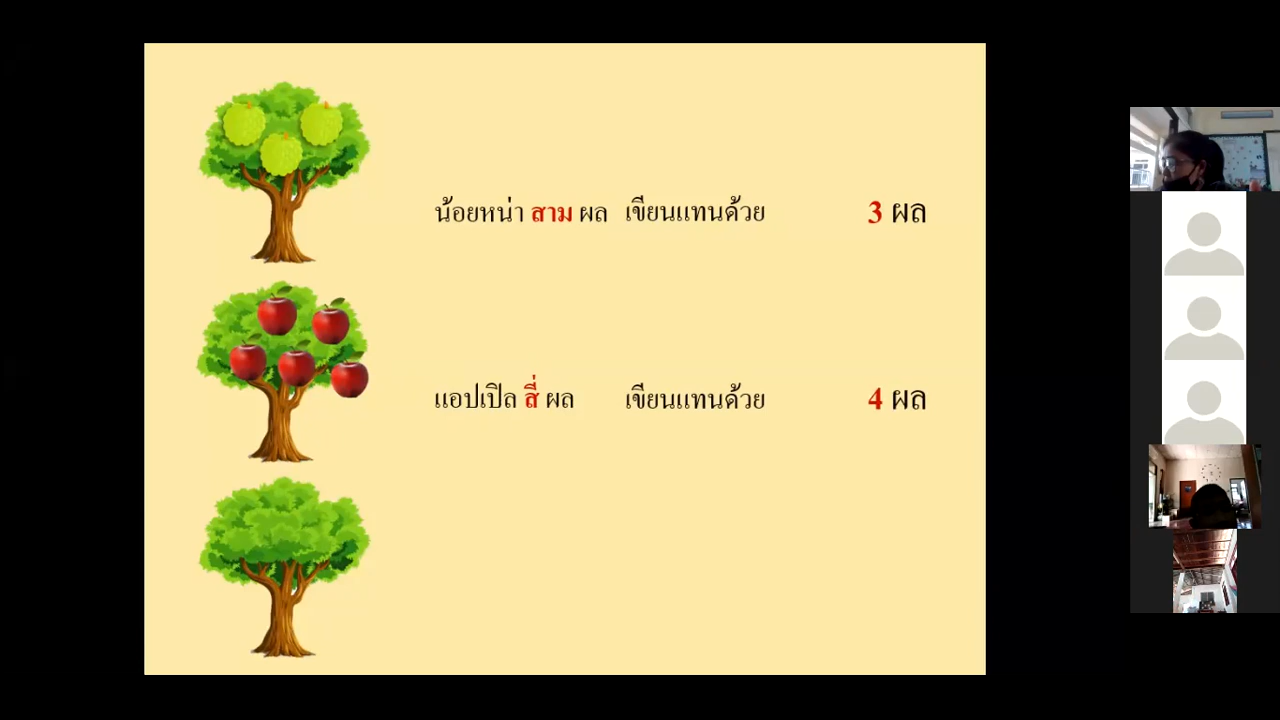 น้อยหน่า สาม ผล เขียนแทนด้วย 3 ผล
แอปเปิล สี่ ผล เขียนแทนด้วย 4 ผล